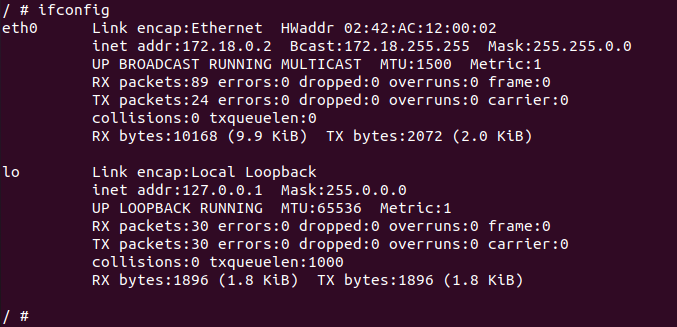 / # ifconfig
eth0      Link encap:Ethernet  HWaddr 02:42:AC:12:00:02
          inet addr:172.18.0.2  Bcast:172.18.255.255  Mask:255.255.0.0
          UP BROADCAST RUNNING MULTICAST  MTU:1500  Metric:1
          RX packets:89 errors:0 dropped:0 overruns:0 frame:0
          TX packets:24 errors:0 dropped:0 overruns:0 carrier:0
          collisions:0 txqueuelen:0
          RX bytes:10168 (9.9 KiB)  TX bytes:2072 (2.0 KiB)

lo        Link encap:Local Loopback
          inet addr:127.0.0.1  Mask:255.0.0.0
          UP LOOPBACK RUNNING  MTU:65536  Metric:1
          RX packets:30 errors:0 dropped:0 overruns:0 frame:0
          TX packets:30 errors:0 dropped:0 overruns:0 carrier:0
          collisions:0 txqueuelen:1000
          RX bytes:1896 (1.8 KiB)  TX bytes:1896 (1.8 KiB)

/ #